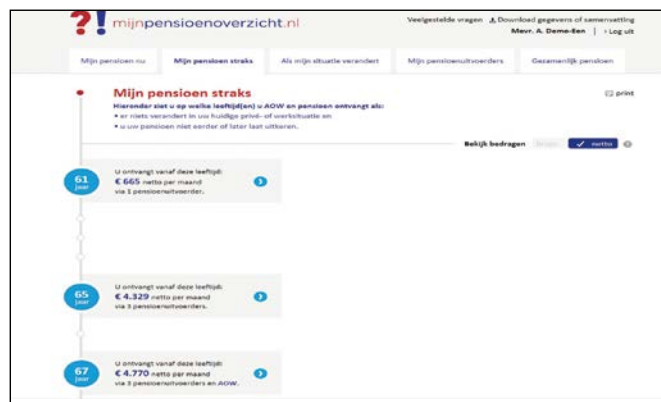 ?! mijnpensioenoverzicht.nl
Veelgestelde vragen Download gegevens of samenvatting
Mevr. A. Demo-Een | › Log uit
Mijn pensioen nu Mijn pensioen straks Als mijn situatie verandert Mijn pensioenuitvoerders Gezamenlijk pensioen
Mijn pensioen straks
print
Hieronder ziet u op welke leeftijd(en) u AOW en pensioen ontvangt als:
• er niets verandert in uw huidige privé- of werksituatie en
• u uw pensioen niet eerder of later laat uitkeren.
Bekijk bedragen bruto ✓ netto
61
jaar
U ontvangt vanaf deze leeftijd:
€ 665 netto per maand
via 1 pensioenuitvoerder.
65
jaar
U ontvangt vanaf deze leeftijd:
€ 4.329 netto per maand
via 3 pensioenuitvoerders.
67
jaar
U ontvangt vanaf deze leeftijd:
€ 4.770 netto per maand
via 3 pensioenuitvoerders en AOW.